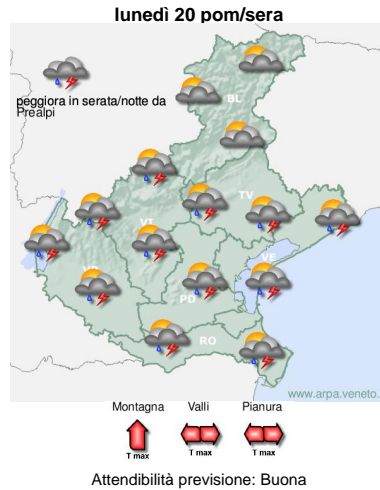 lunedì 20 pom/sera
peggiora in serata/notte da
Prealpi
BL
TV
VI
VE
PD
RO
www.arpa.veneto.
Montagna Valli Pianura
T max T max T max
Attendibilità previsione: Buona